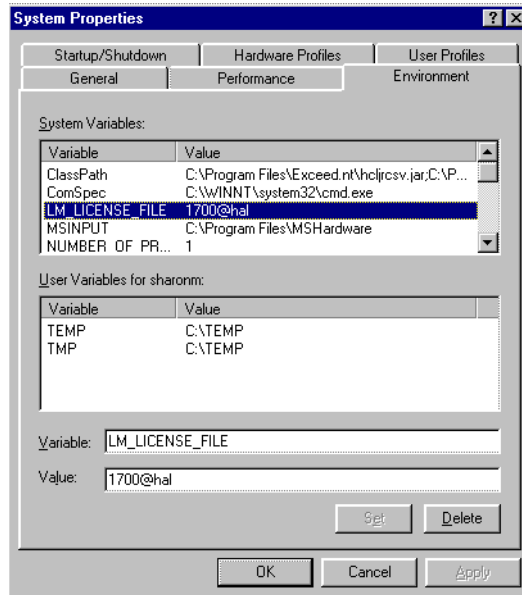 System Properties
Startup/Shutdown Hardware Profiles User Profiles
General Performance Environment
System Variables:
Variable Value
ClassPath C:\Program Files\Exceed.nt\hcljrcsv.jar;C:\P...
ComSpec C:\WINNT\system32\cmd.exe
LM_LICENSE_FILE 1700@hal
MSINPUT C:\Program Files\MSHardware
NUMBER_OF_PR... 1
User Variables for sharonm:
Variable Value
TEMP C:\TEMP
TMP C:\TEMP
Variable: LM_LICENSE_FILE
Value: 1700@hal
Set Delete
OK Cancel Apply